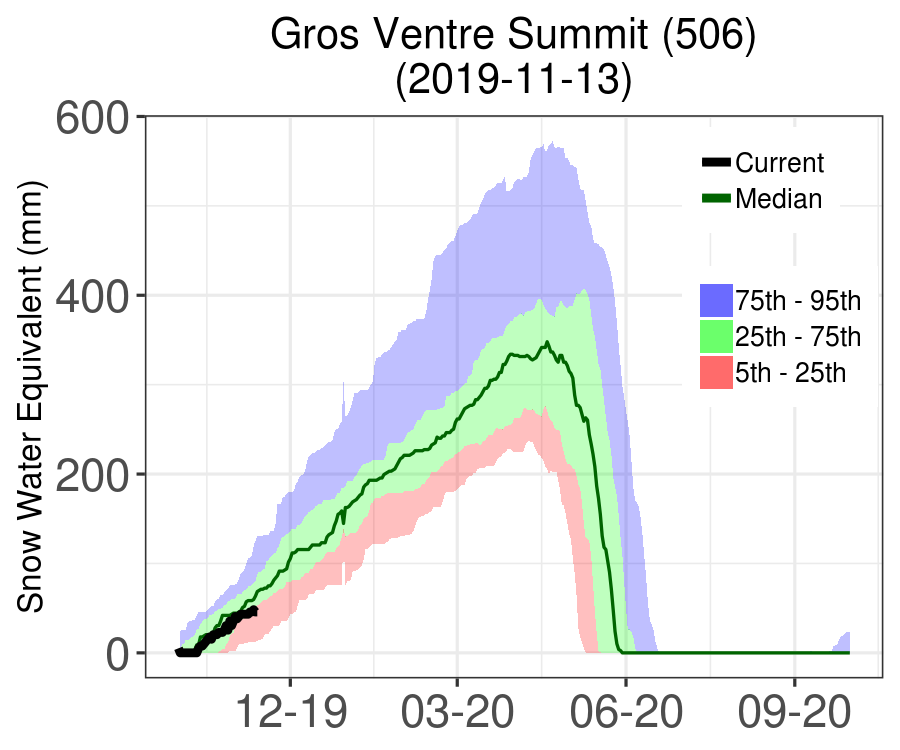 Gros Ventre Summit (506)
(2019-11-13)
Snow Water Equivalent (mm)
600
400
200
0
12-19
03-20
06-20
09-20
Current
Median
75th - 95th
25th - 75th
5th - 25th